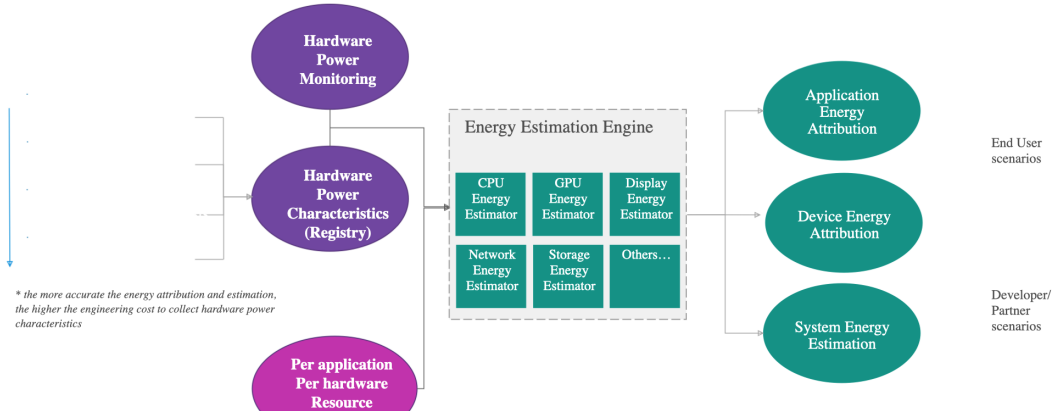 Hardware
Power
Monitoring
Hardware
Power
Characteristics
(Registry)
* the more accurate the energy attribution and estimation,
the higher the engineering cost to collect hardware power
characteristics
Per application
Per hardware
Resource
Energy Estimation Engine
CPU
Energy
Estimator
GPU
Energy
Estimator
Display
Energy
Estimator
Network
Energy
Estimator
Storage
Energy
Estimator
Others…
Application
Energy
Attribution
Device Energy
Attribution
System Energy
Estimation
End User
scenarios
Developer/
Partner
scenarios